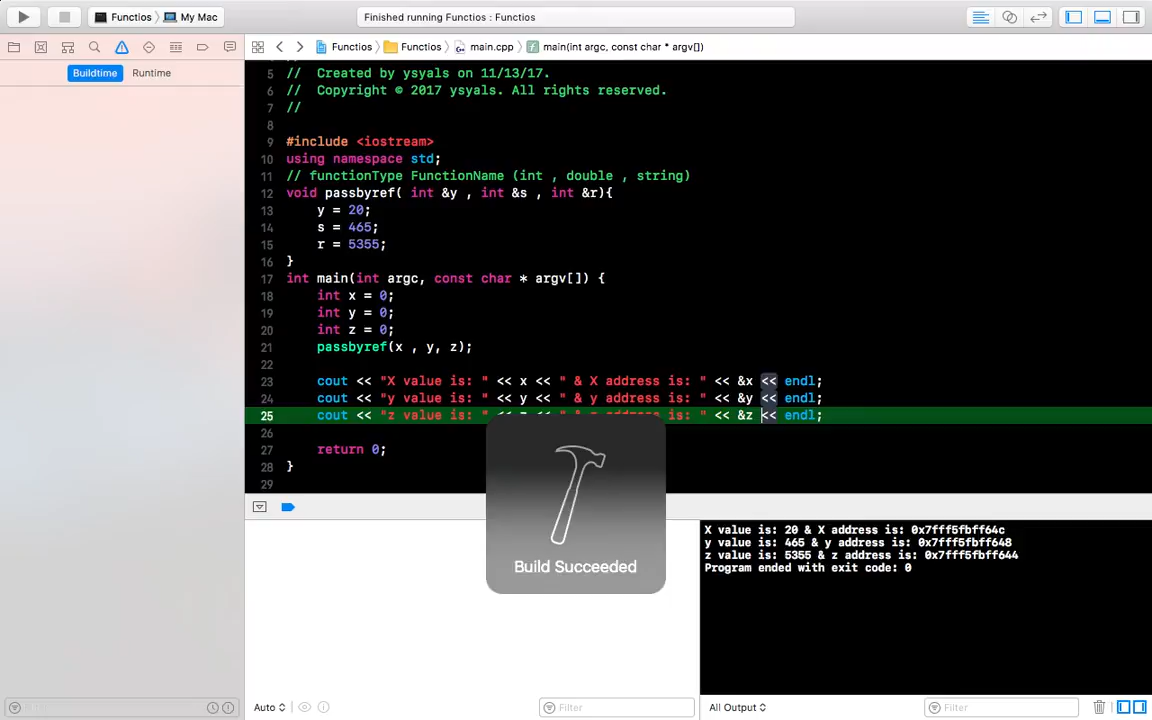 Functios My Mac Finished running Functios : Functios
Functios Functios main.cpp main(int argc, const char * argv[])
Buildtime Runtime
5 // Created by ysyals on 11/13/17.
6 // Copyright © 2017 ysyals. All rights reserved.
7 //
8
9 #include <iostream>
10 using namespace std;
11 // functionType FunctionName (int , double , string)
12 void passbyref( int &y , int &s , int &r){
13 y = 20;
14 s = 465;
15 r = 5355;
16 }
17 int main(int argc, const char * argv[]) {
18 int x = 0;
19 int y = 0;
20 int z = 0;
21 passbyref(x , y, z);
22
23 cout << "X value is: " << x << " & X address is: " << &x << endl;
24 cout << "y value is: " << y << " & y address is: " << &y << endl;
25 cout << "z value is: " << z << " & z address is: " << &z << endl;
26
27 return 0;
28 }
29
Build Succeeded
X value is: 20 & X address is: 0x7fff5fbff64c
y value is: 465 & y address is: 0x7fff5fbff648
z value is: 5355 & z address is: 0x7fff5fbff644
Program ended with exit code: 0
Auto Filter All Output Filter